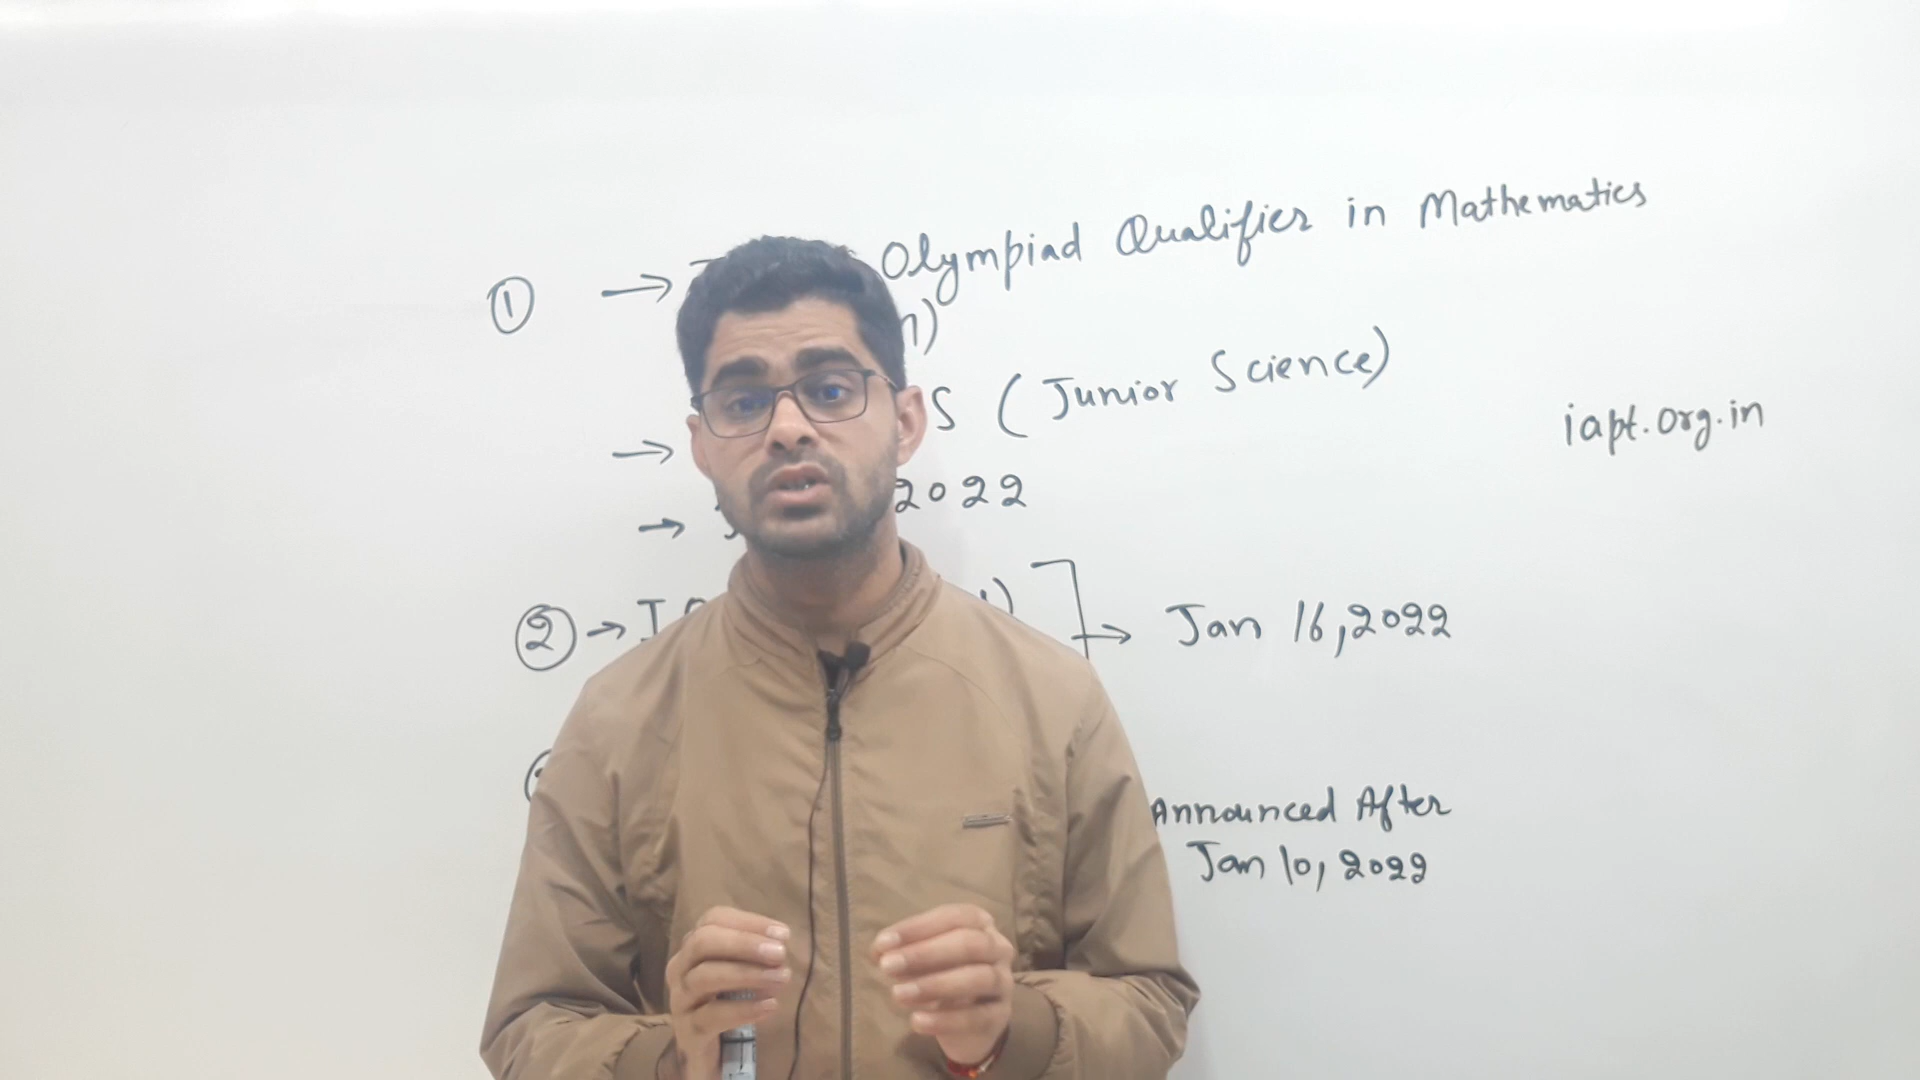 ① → Olympiad Qualifier in Mathematics
→ S (Junior Science)
iapt.org.in
→ 2022
② → → Jan 16, 2022
Announced After
Jan 10, 2022